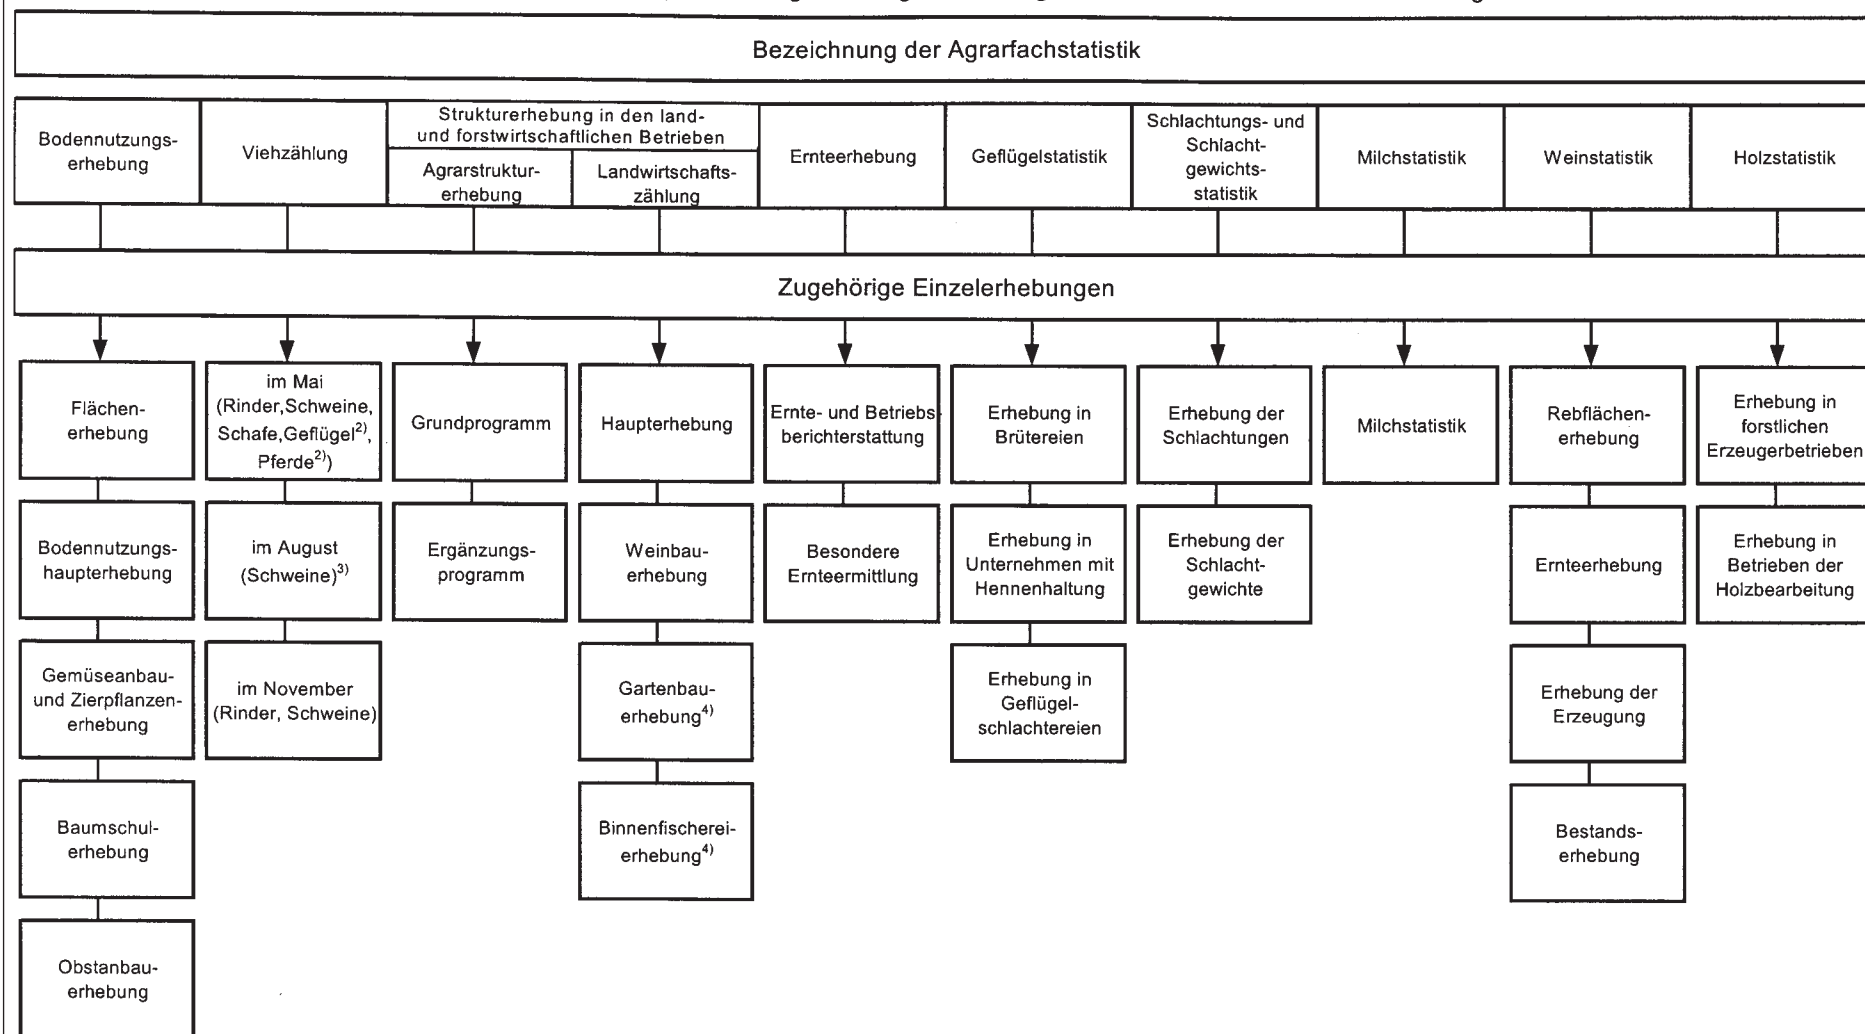 Bezeichnung der Agrarfachstatistik
Bodennutzungs-
erhebung
Viehzählung
Strukturerhebung in den land-
und forstwirtschaftlichen Betrieben
Agrarstruktur-
erhebung
Landwirtschafts-
zählung
Ernteerhebung
Geflügelstatistik
Schlachtungs- und
Schlacht-
gewichts-
statistik
Milchstatistik
Weinstatistik
Holzstatistik
Zugehörige Einzelerhebungen
Flächen-
erhebung
Bodennutzungs-
haupterhebung
Gemüseanbau-
und Zierpflanzen-
erhebung
Baumschul-
erhebung
Obstanbau-
erhebung
im Mai
(Rinder,Schweine,
Schafe,Geflügel²⁾,
Pferde²⁾)
im August
(Schweine)³⁾
im November
(Rinder, Schweine)
Grundprogramm
Ergänzungs-
programm
Haupterhebung
Weinbau-
erhebung
Gartenbau-
erhebung⁴⁾
Binnenfischerei-
erhebung⁴⁾
Ernte- und Betriebs
berichterstattung
Besondere
Ernteermittlung
Erhebung in
Brütereien
Erhebung in
Unternehmen mit
Hennenhaltung
Erhebung in
Geflügel-
schlachtereien
Erhebung der
Schlachtungen
Erhebung der
Schlacht-
gewichte
Milchstatistik
Rebflächen-
erhebung
Ernteerhebung
Erhebung der
Erzeugung
Bestands-
erhebung
Erhebung in
forstlichen
Erzeugerbetrieben
Erhebung in
Betrieben der
Holzbearbeitung